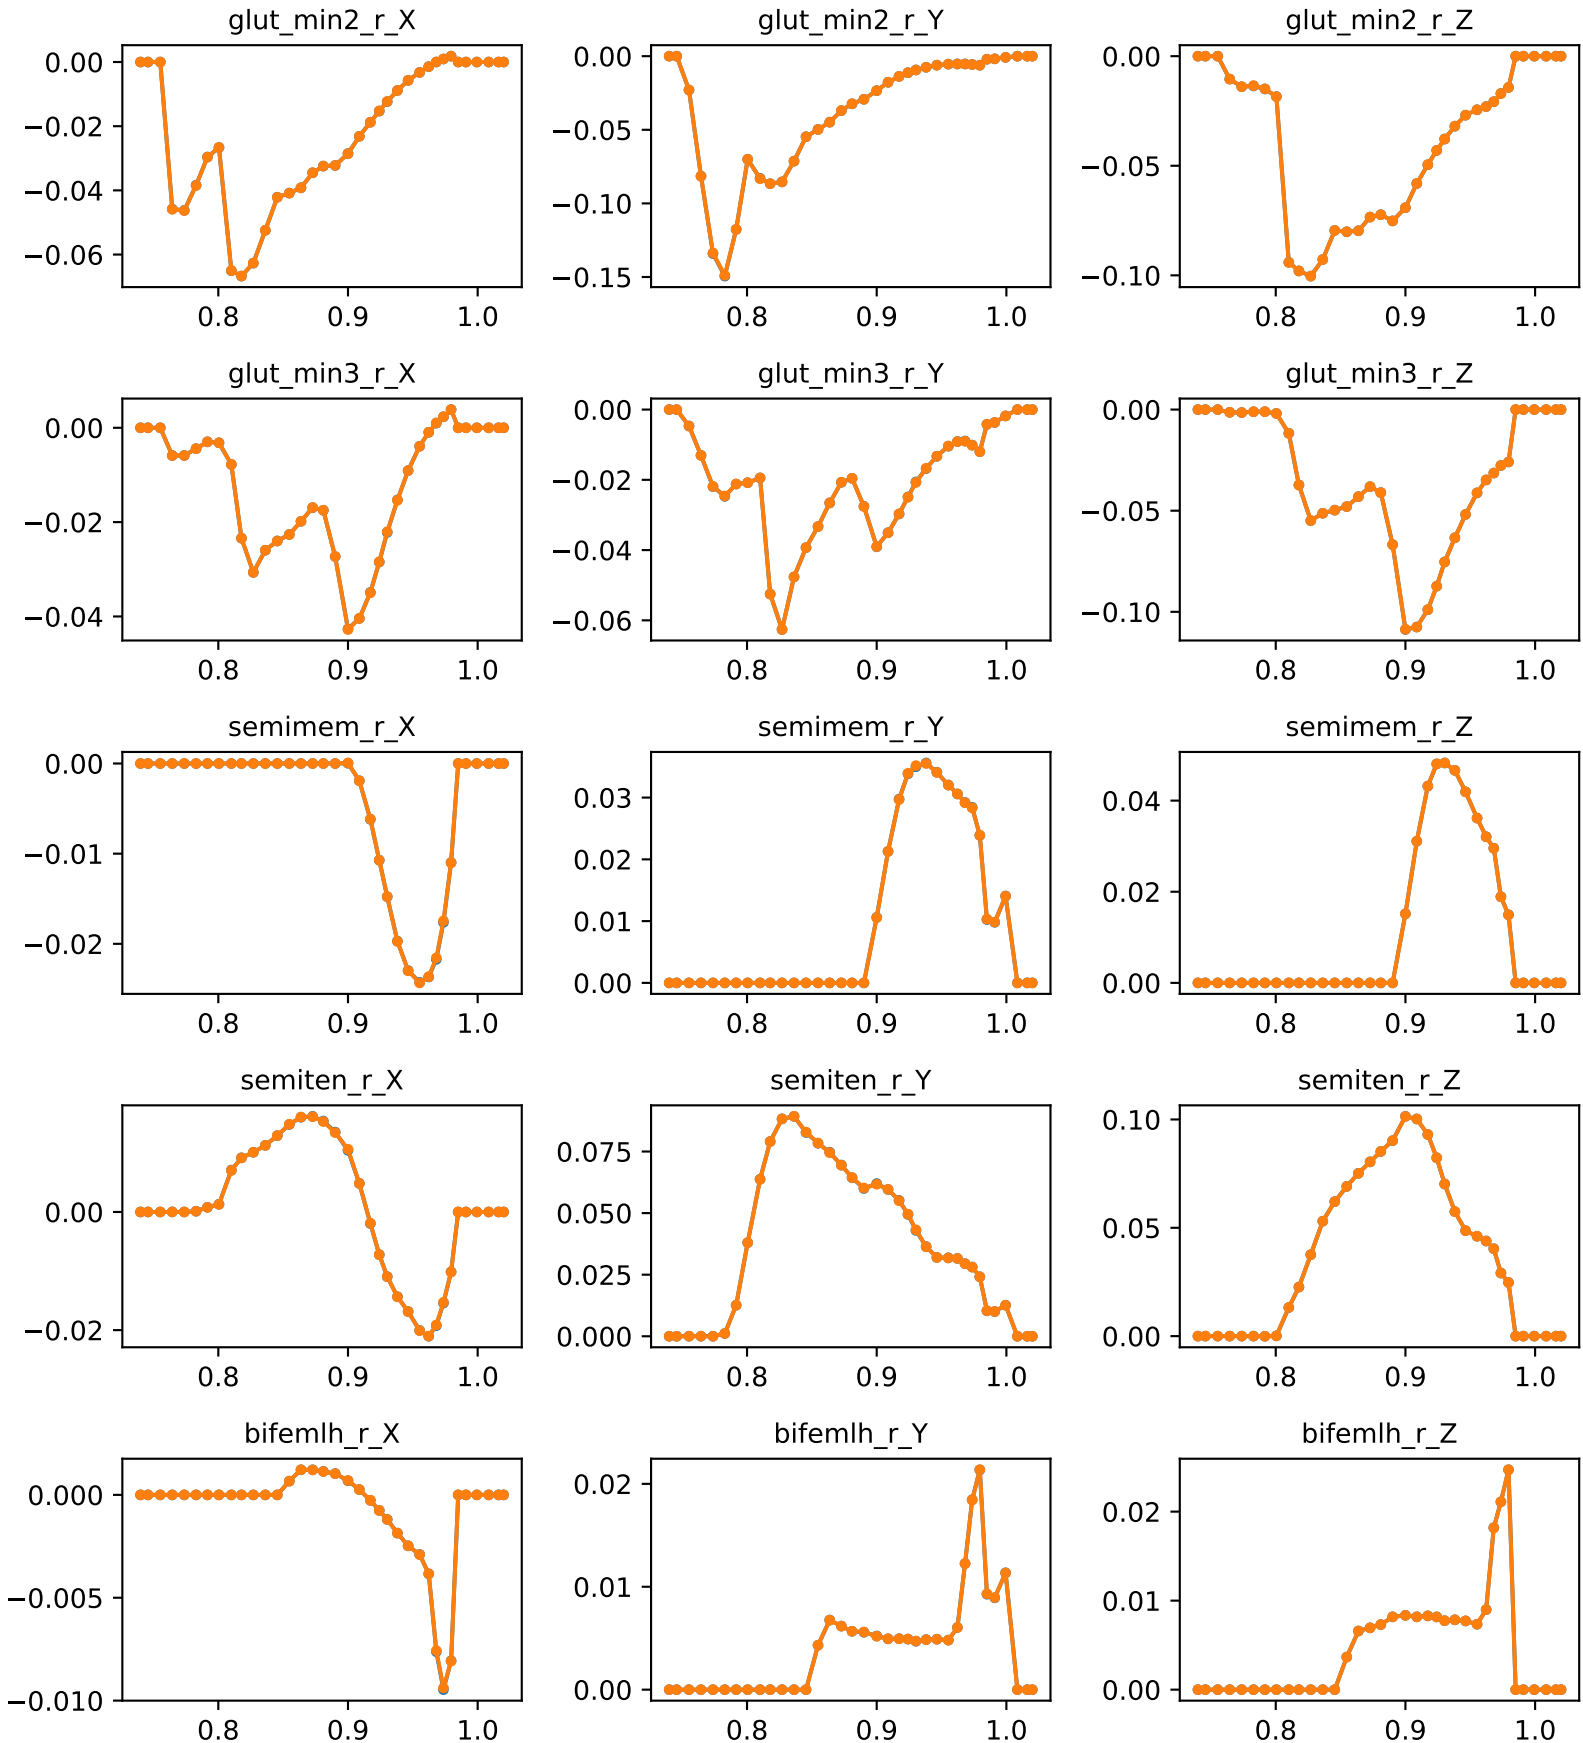 glut_min2_r_X
glut_min2_r_Y
glut_min2_r_Z
0.00
−0.02
−0.04
−0.06
0.8 0.9 1.0
0.00
−0.05
−0.10
−0.15
0.8 0.9 1.0
0.00
−0.05
−0.10
0.8 0.9 1.0
glut_min3_r_X
glut_min3_r_Y
glut_min3_r_Z
0.00
−0.02
−0.04
0.8 0.9 1.0
0.00
−0.02
−0.04
−0.06
0.8 0.9 1.0
0.00
−0.05
−0.10
0.8 0.9 1.0
semimem_r_X
semimem_r_Y
semimem_r_Z
0.00
−0.01
−0.02
0.8 0.9 1.0
0.03
0.02
0.01
0.00
0.8 0.9 1.0
0.04
0.02
0.00
0.8 0.9 1.0
semiten_r_X
semiten_r_Y
semiten_r_Z
0.00
−0.02
0.8 0.9 1.0
0.075
0.050
0.025
0.000
0.8 0.9 1.0
0.10
0.05
0.00
0.8 0.9 1.0
bifemlh_r_X
bifemlh_r_Y
bifemlh_r_Z
0.000
−0.005
−0.010
0.8 0.9 1.0
0.02
0.01
0.00
0.8 0.9 1.0
0.02
0.01
0.00
0.8 0.9 1.0